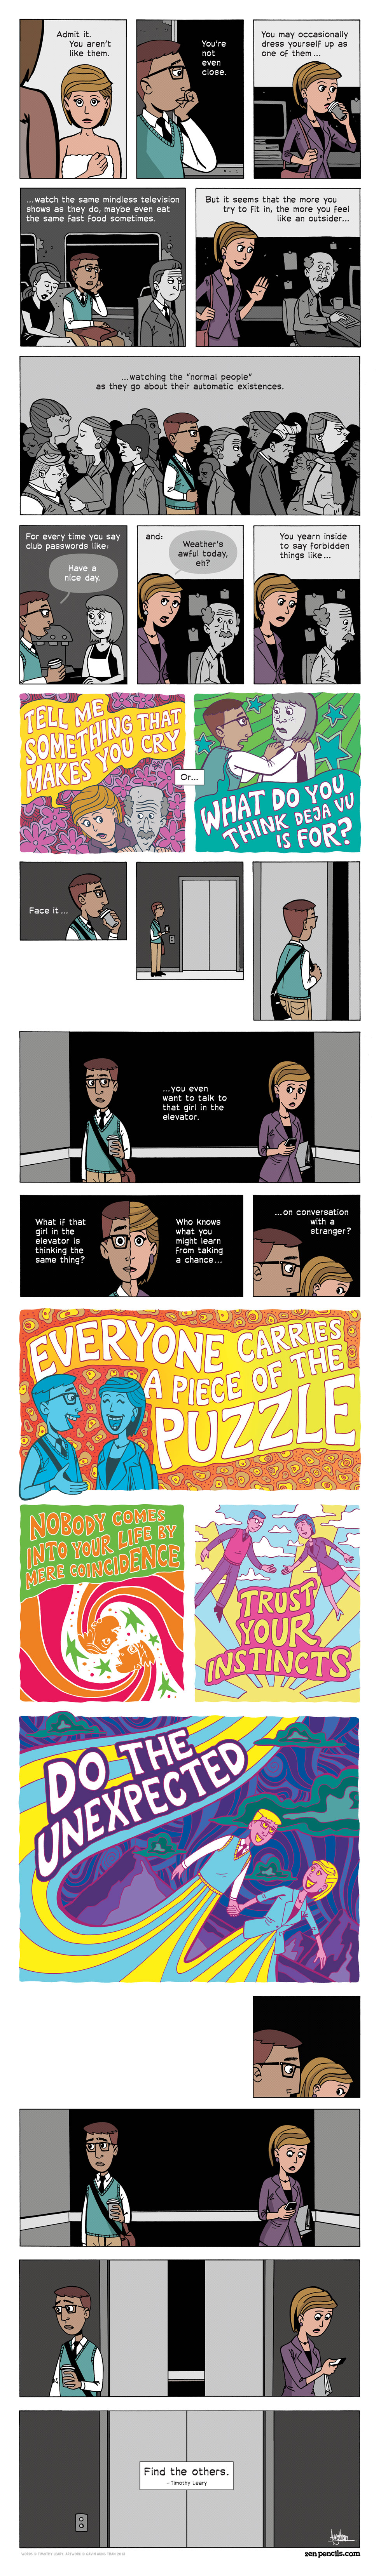 Admit it.
You aren't
like them.
You're
not
even
close.
You may occasionally
dress yourself up as
one of them...
...watch the same mindless television
shows as they do, maybe even eat
the same fast food sometimes.
But it seems that the more you
try to fit in, the more you feel
like an outsider...
...watching the "normal people"
as they go about their automatic existences.
For every time you say
club passwords like:
Have a
nice day.
and:
Weather's
awful today,
eh?
You yearn inside
to say forbidden
things like...
TELL ME
SOMETHING THAT
MAKES YOU CRY
Or...
WHAT DO YOU
THINK DEJA VU
IS FOR?
Face it...
...you even
want to talk to
that girl in the
elevator.
What if that
girl in the
elevator is
thinking the
same thing?
Who knows
what you
might learn
from taking
a chance...
...on conversation
with a
stranger?
EVERYONE CARRIES
A PIECE OF THE
PUZZLE
NOBODY COMES
INTO YOUR LIFE BY
MERE COINCIDENCE
TRUST
YOUR
INSTINCTS
DO THE
UNEXPECTED
Find the others.
- Timothy Leary
zenpencils.com